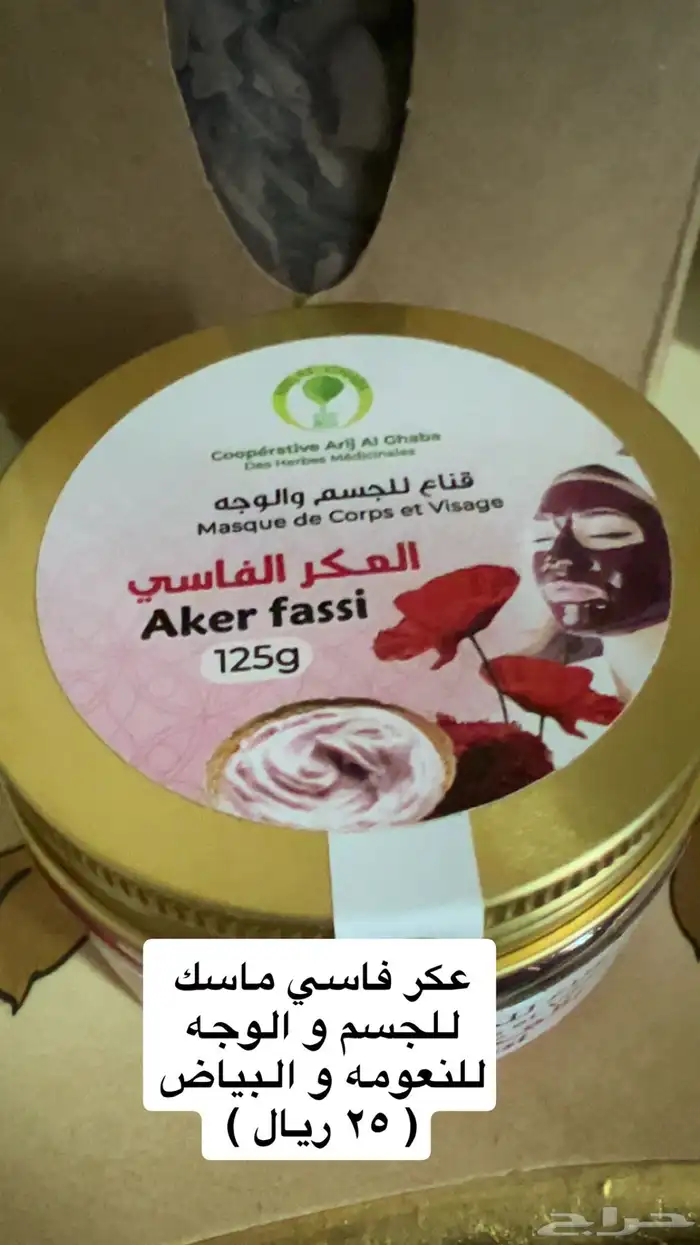 Coopérative Arij Al Ghaba
Des Herbes Médicinales
قناع للجسم والوجه
Masque de Corps et Visage
العكر الفاسي
Aker fassi
125g
عكر فاسي ماسك
للجسم و الوجه
للنعومه و البياض
( ٢٥ ريال )
حراج